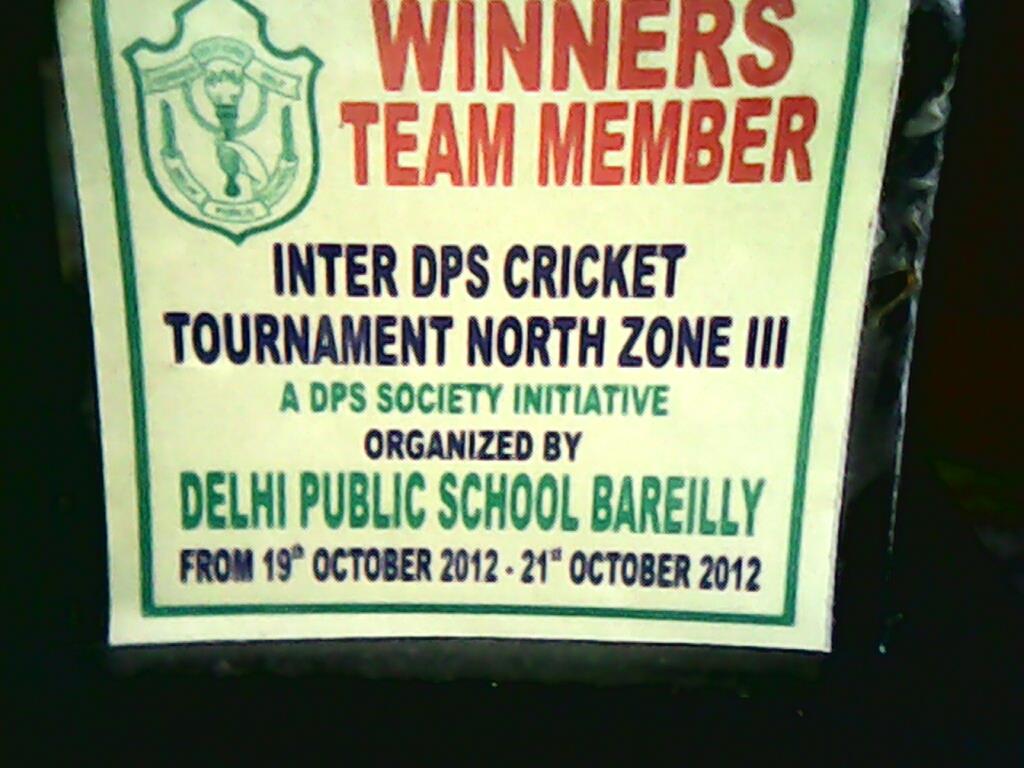 WINNERS
TEAM MEMBER
INTER DPS CRICKET
TOURNAMENT NORTH ZONE III
A DPS SOCIETY INITIATIVE
ORGANIZED BY
DELHI PUBLIC SCHOOL BAREILLY
FROM 19th OCTOBER 2012 - 21st OCTOBER 2012